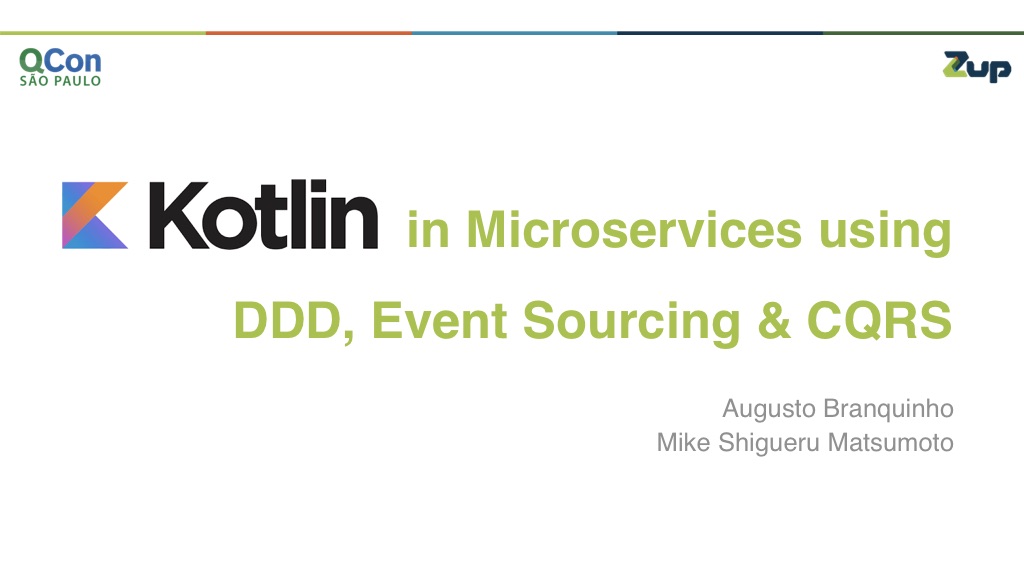 QCon
SÃO PAULO
Zup
Kotlin in Microservices using
DDD, Event Sourcing & CQRS
Augusto Branquinho
Mike Shigueru Matsumoto